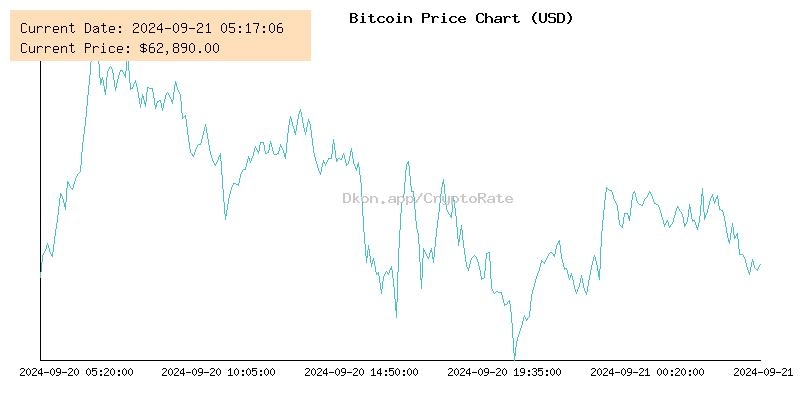 Bitcoin Price Chart (USD)
Current Date: 2024-09-21 05:17:06
Current Price: $62,890.00
Dkon.app/CryptoRate
2024-09-20 05:20:00 2024-09-20 10:05:00 2024-09-20 14:50:00 2024-09-20 19:35:00 2024-09-21 00:20:00 2024-09-21